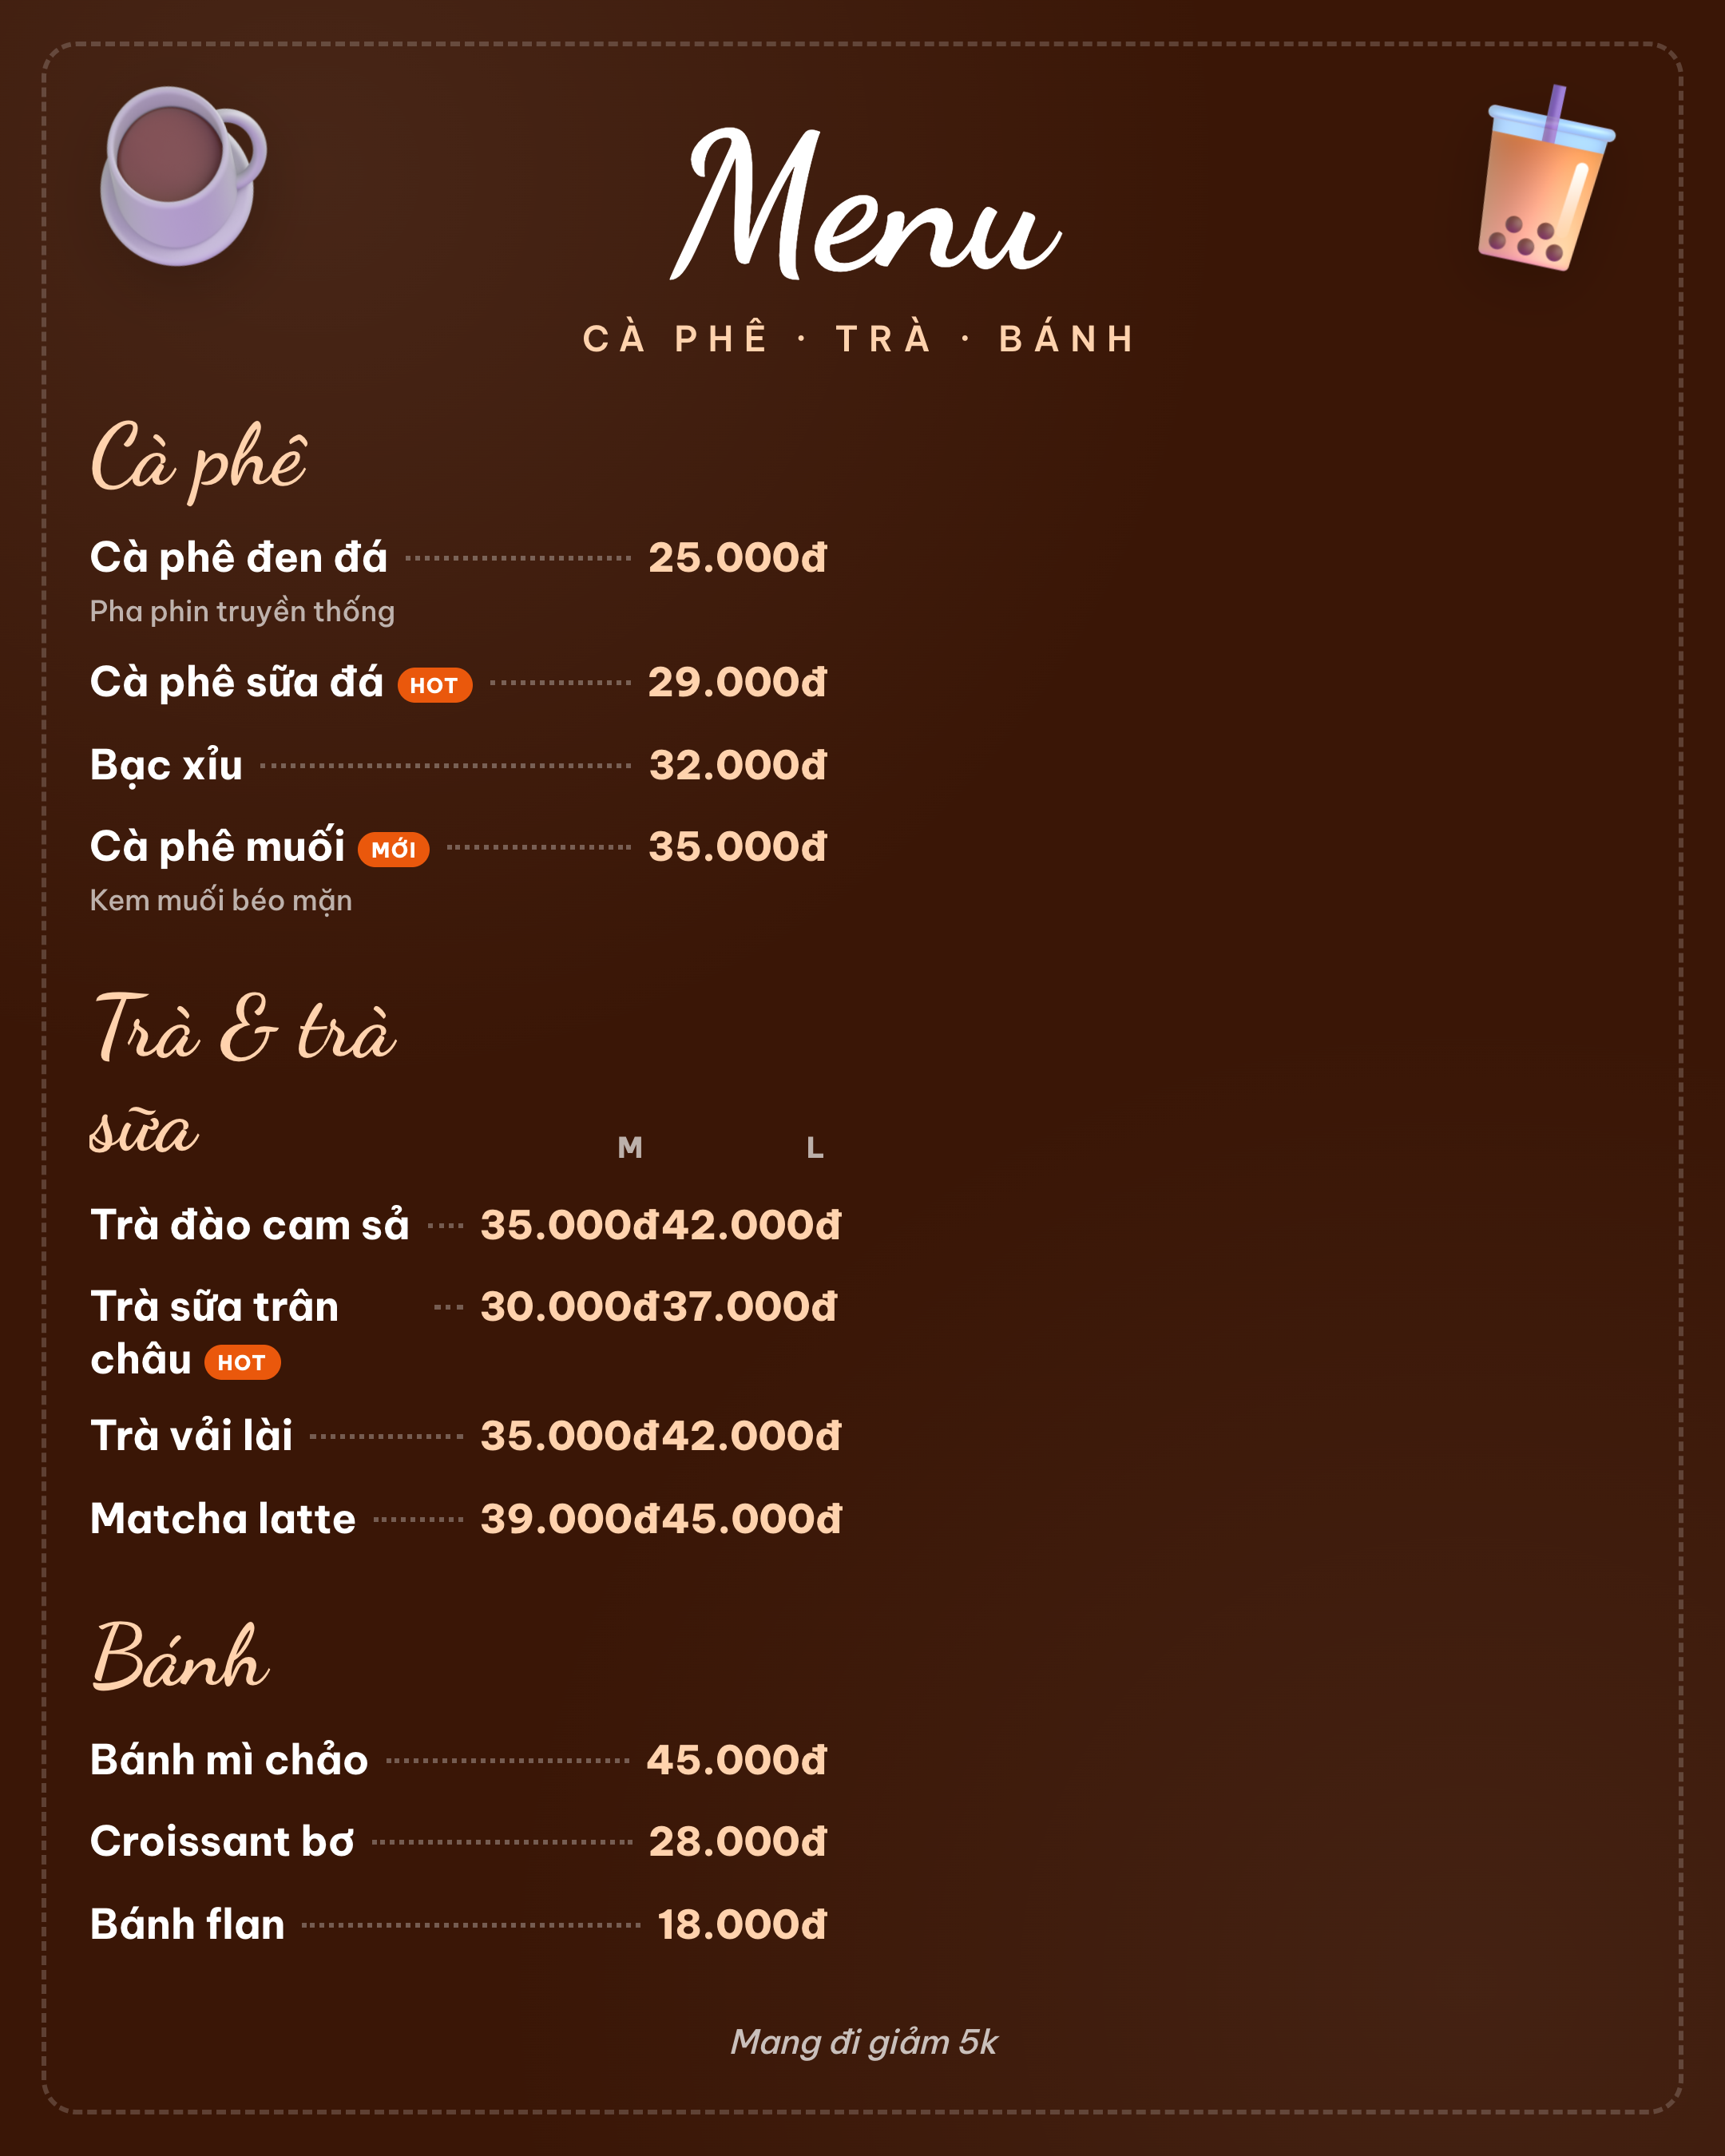 Menu
CÀ PHÊ · TRÀ · BÁNH
Cà phê
Cà phê đen đá 25.000đ
Pha phin truyền thống
Cà phê sữa đá HOT 29.000đ
Bạc xỉu 32.000đ
Cà phê muối MỚI 35.000đ
Kem muối béo mặn
Trà & trà
sữa M L
Trà đào cam sả 35.000đ42.000đ
Trà sữa trân 30.000đ37.000đ
châu HOT
Trà vải lài 35.000đ42.000đ
Matcha latte 39.000đ45.000đ
Bánh
Bánh mì chảo 45.000đ
Croissant bơ 28.000đ
Bánh flan 18.000đ
Mang đi giảm 5k